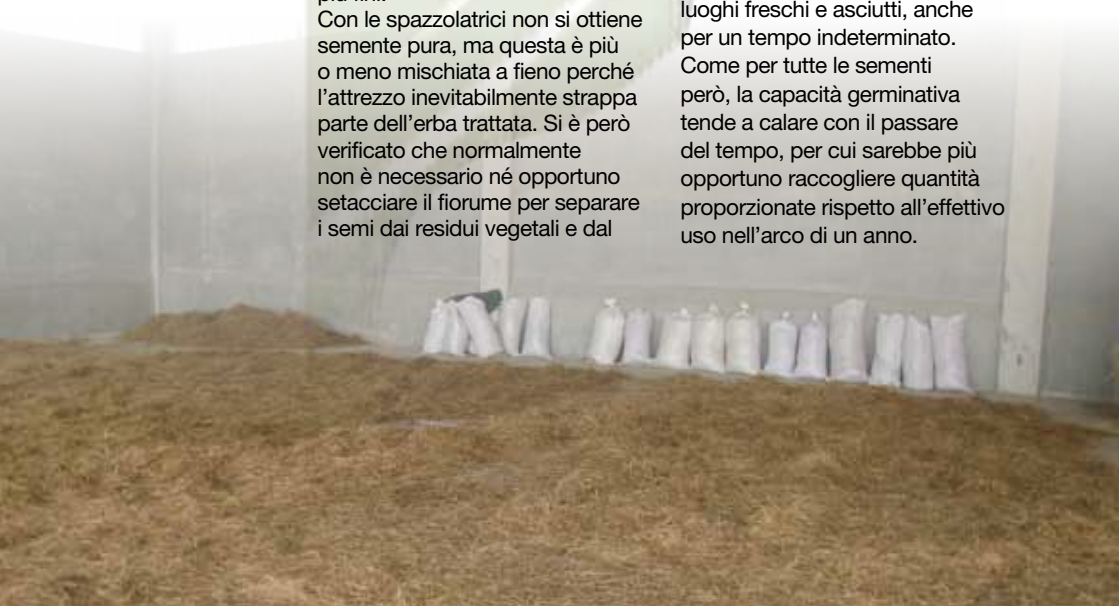 più fini.
Con le spazzolatrici non si ottiene
semente pura, ma questa è più
o meno mischiata a fieno perché
l'attrezzo inevitabilmente strappa
parte dell'erba trattata. Si è però
verificato che normalmente
non è necessario né opportuno
setacciare il fiorume per separare
i semi dai residui vegetali e dal
luoghi freschi e asciutti, anche
per un tempo indeterminato.
Come per tutte le sementi
però, la capacità germinativa
tende a calare con il passare
del tempo, per cui sarebbe più
opportuno raccogliere quantità
proporzionate rispetto all'effettivo
uso nell'arco di un anno.